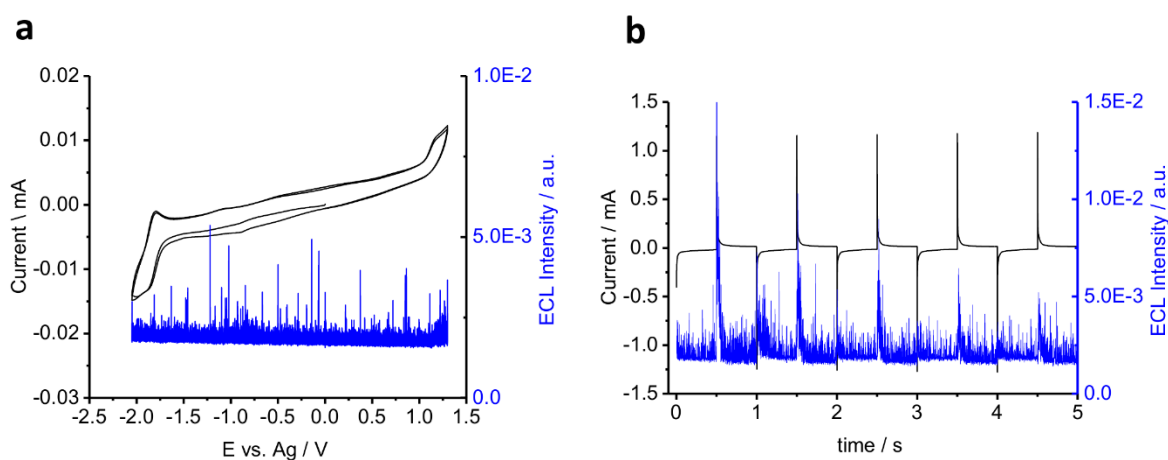 a
0.02
0.01
0.00
-0.01
-0.02
-0.03
Current \ mA
-2.5 -2.0 -1.5 -1.0 -0.5 0.0 0.5 1.0 1.5
E vs. Ag / V
1.0E-2
5.0E-3
0.0
ECL Intensity / a.u.
b
1.5
1.0
0.5
0.0
-0.5
-1.0
-1.5
Current / mA
0 1 2 3 4 5
time / s
1.5E-2
1.0E-2
5.0E-3
0.0
ECL Intensity / a.u.